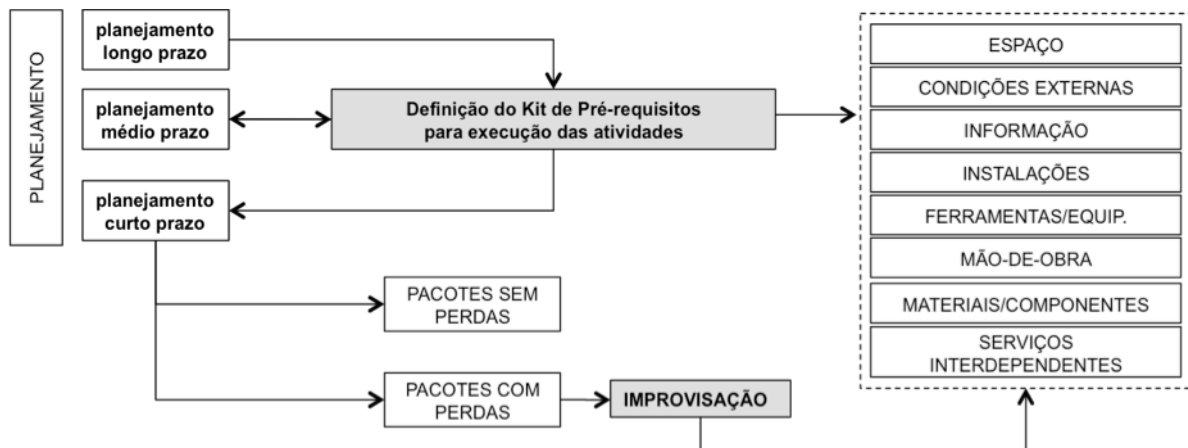 PLANEJAMENTO
planejamento
longo prazo
planejamento
médio prazo
planejamento
curto prazo
Definição do Kit de Pré-requisitos
para execução das atividades
PACOTES SEM
PERDAS
PACOTES COM
PERDAS
IMPROVISAÇÃO
ESPAÇO
CONDIÇÕES EXTERNAS
INFORMAÇÃO
INSTALAÇÕES
FERRAMENTAS/EQUIP.
MÃO-DE-OBRA
MATERIAIS/COMPONENTES
SERVIÇOS
INTERDEPENDENTES